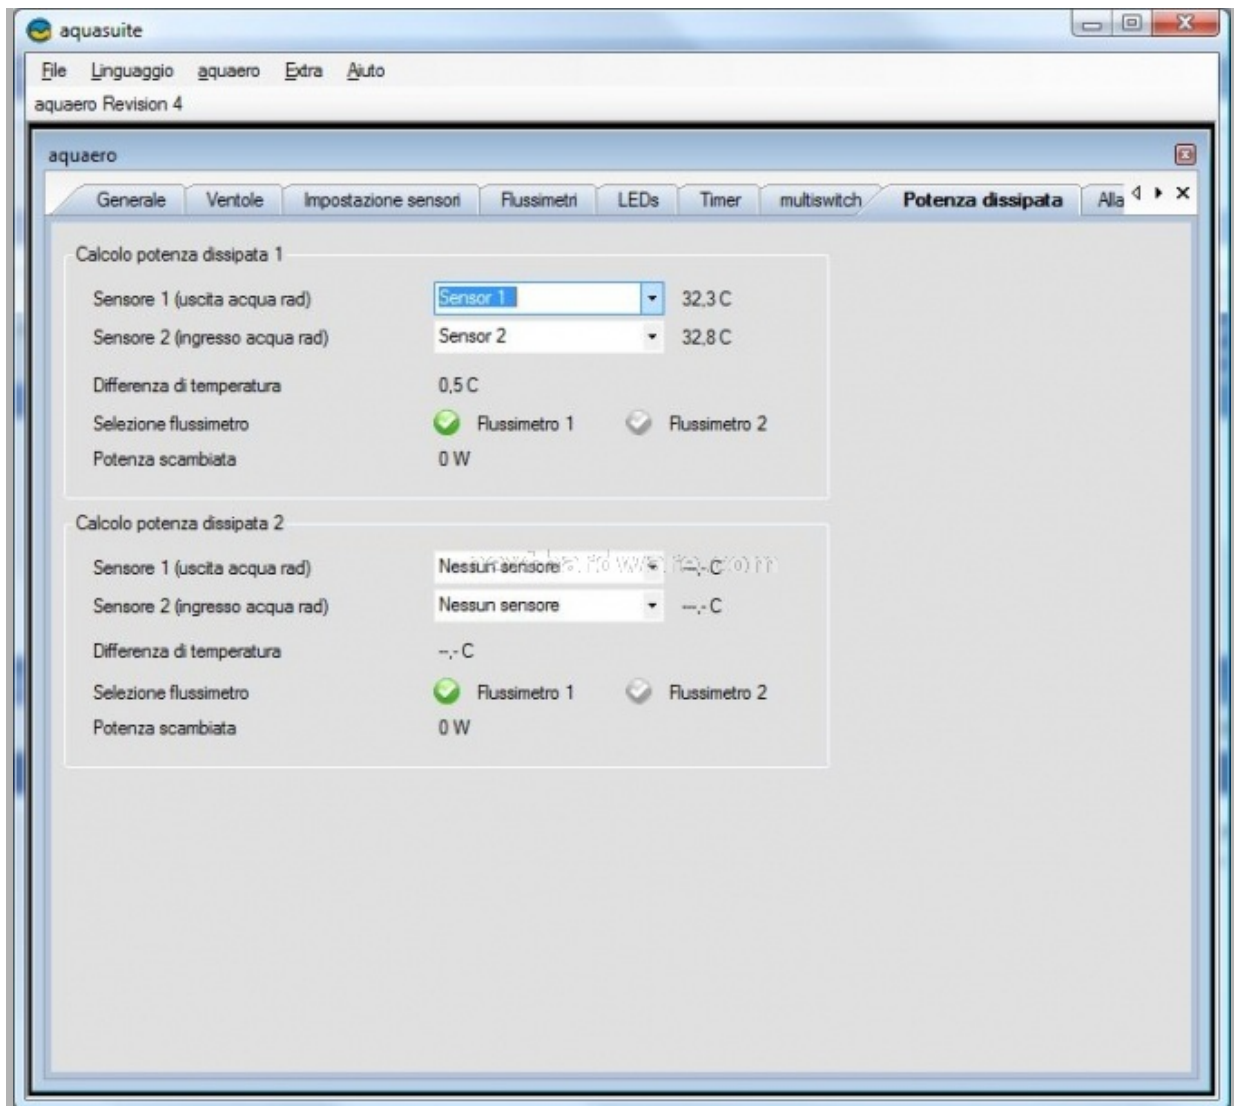 aquasuite
File Linguaggio aquaero Extra Aiuto
aquaero Revision 4
aquaero
Generale Ventole Impostazione sensori Flussimetri LEDs Timer multiswitch Potenza dissipata Alla
Calcolo potenza dissipata 1
Sensore 1 (uscita acqua rad) Sensor 1 32,3 C
Sensore 2 (ingresso acqua rad) Sensor 2 32,8 C
Differenza di temperatura 0,5 C
Selezione flussimetro Flussimetro 1 Flussimetro 2
Potenza scambiata 0 W
Calcolo potenza dissipata 2
Sensore 1 (uscita acqua rad) Nessun sensore --,- C
Sensore 2 (ingresso acqua rad) Nessun sensore --,- C
Differenza di temperatura --,- C
Selezione flussimetro Flussimetro 1 Flussimetro 2
Potenza scambiata 0 W